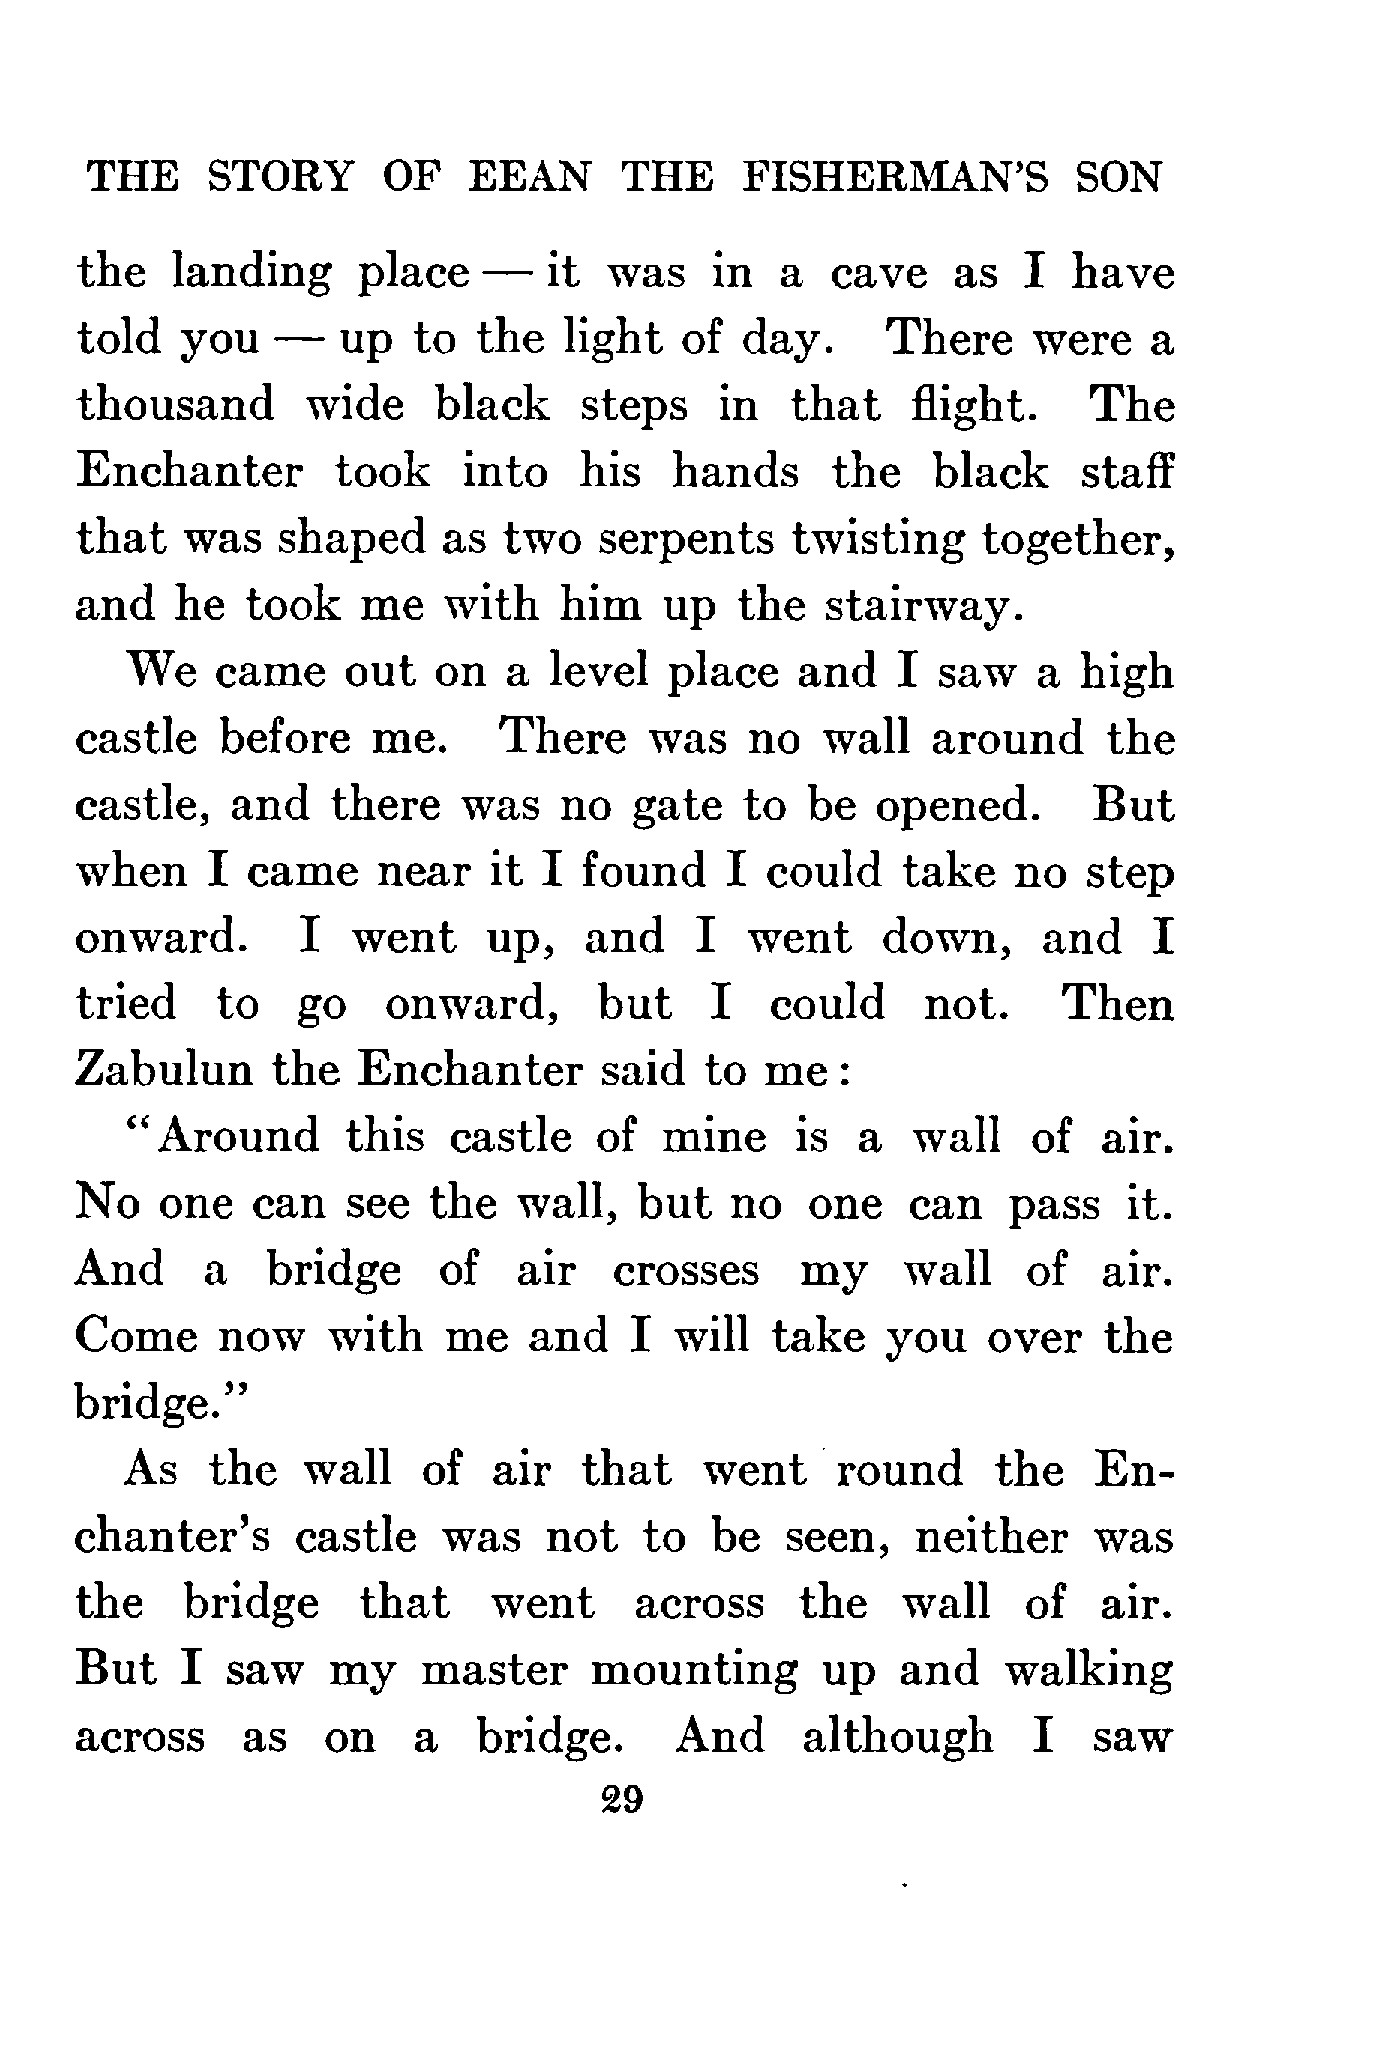 THE STORY OF EEAN THE FISHERMAN'S SON
the landing place — it was in a cave as I have
told you — up to the light of day. There were a
thousand wide black steps in that flight. The
Enchanter took into his hands the black staff
that was shaped as two serpents twisting together,
and he took me with him up the stairway.
We came out on a level place and I saw a high
castle before me. There was no wall around the
castle, and there was no gate to be opened. But
when I came near it I found I could take no step
onward. I went up, and I went down, and I
tried to go onward, but I could not. Then
Zabulun the Enchanter said to me:
"Around this castle of mine is a wall of air.
No one can see the wall, but no one can pass it.
And a bridge of air crosses my wall of air.
Come now with me and I will take you over the
bridge."
As the wall of air that went round the En-
chanter's castle was not to be seen, neither was
the bridge that went across the wall of air.
But I saw my master mounting up and walking
across as on a bridge. And although I saw
29